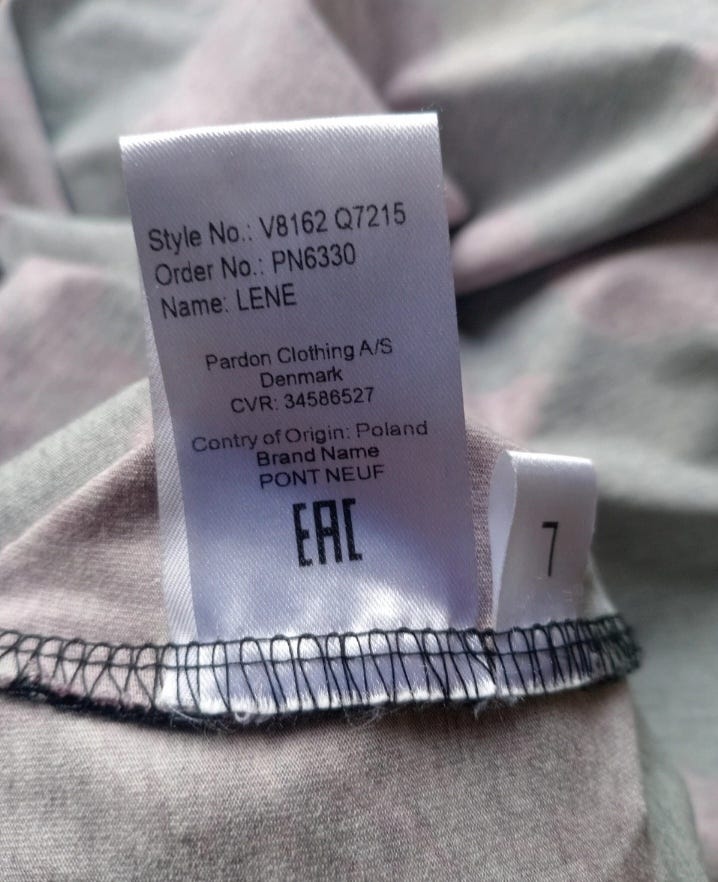 Style No.: V8162 Q7215
Order No.: PN6330
Name: LENE
Pardon Clothing A/S
Denmark
CVR: 34586527
Contry of Origin: Poland
Brand Name
PONT NEUF
EAC
7